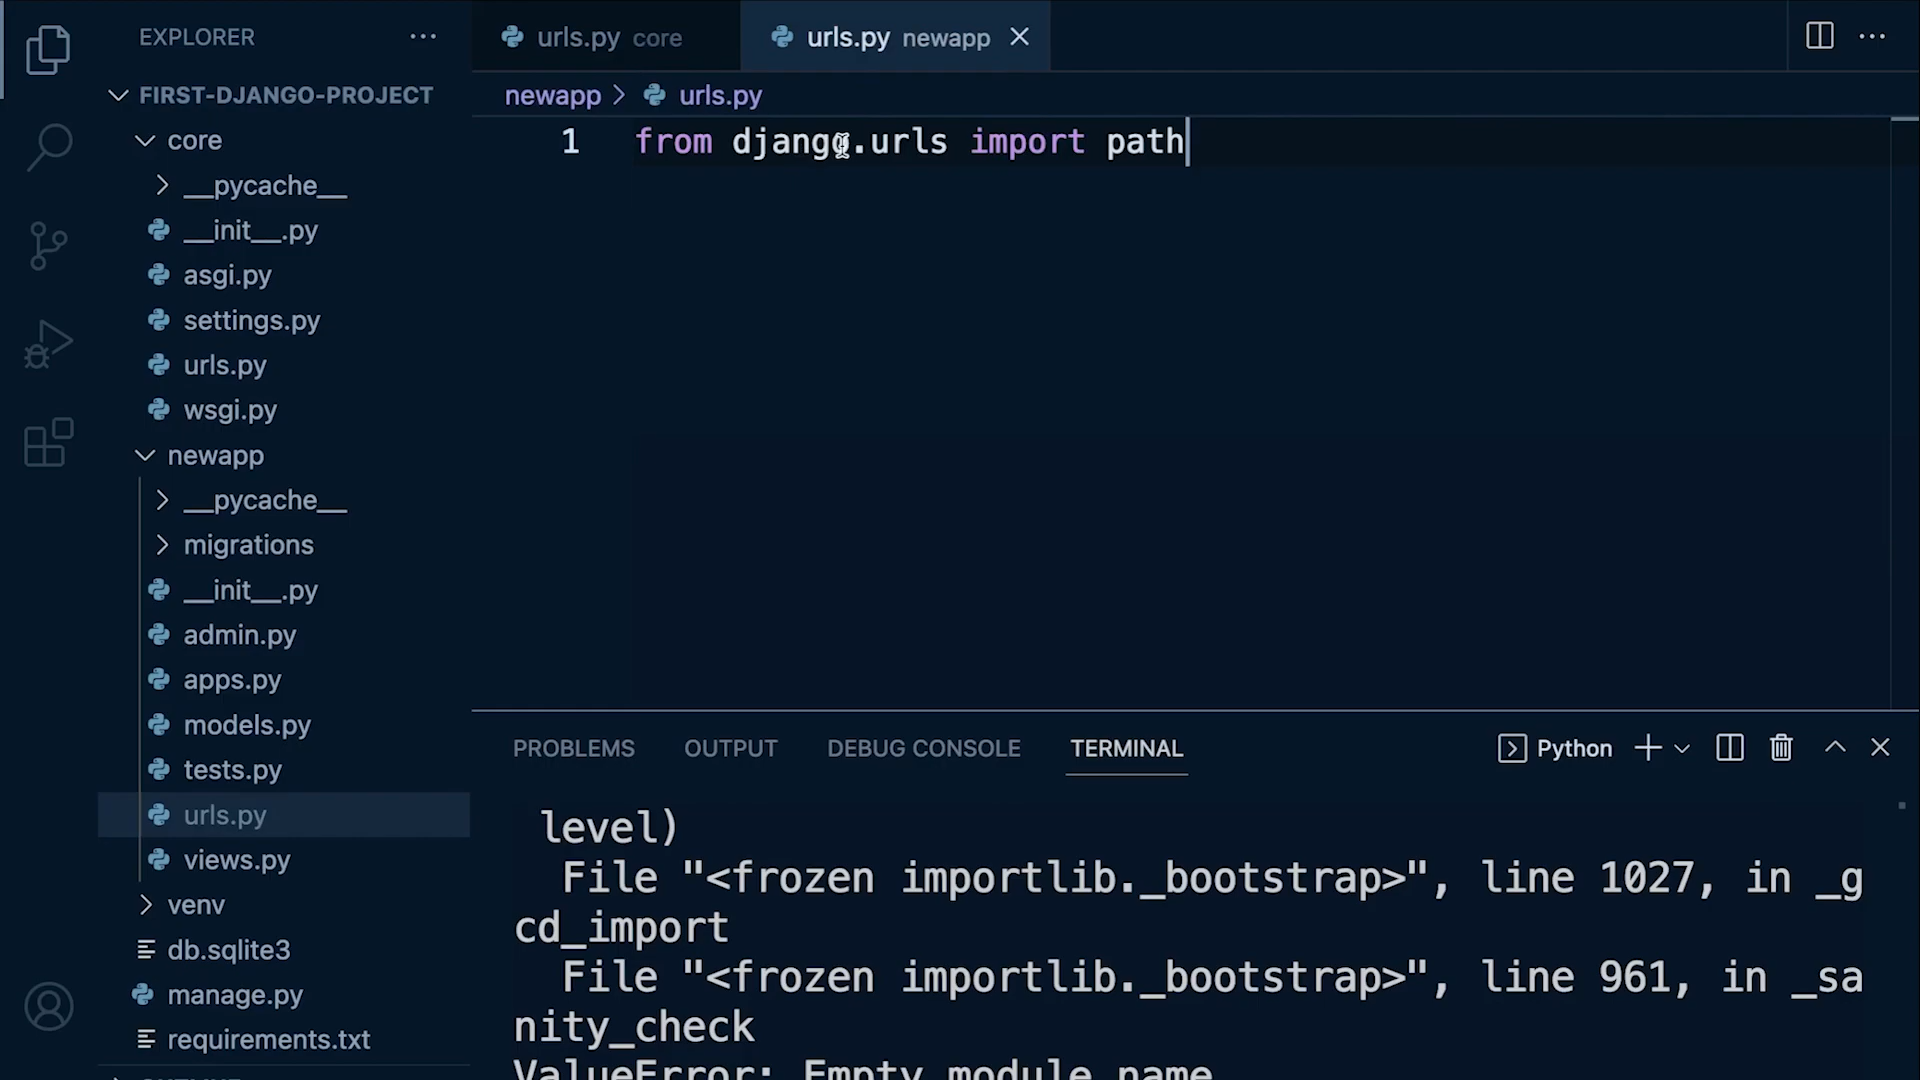 EXPLORER
FIRST-DJANGO-PROJECT
core
__pycache__
__init__.py
asgi.py
settings.py
urls.py
wsgi.py
newapp
__pycache__
migrations
__init__.py
admin.py
apps.py
models.py
tests.py
urls.py
views.py
venv
db.sqlite3
manage.py
requirements.txt
urls.py core
urls.py newapp
newapp > urls.py
1 from django.urls import path
PROBLEMS OUTPUT DEBUG CONSOLE TERMINAL Python
level)
File "<frozen importlib._bootstrap>", line 1027, in _g
cd_import
File "<frozen importlib._bootstrap>", line 961, in _sa
nity_check
ValueError: Empty module name